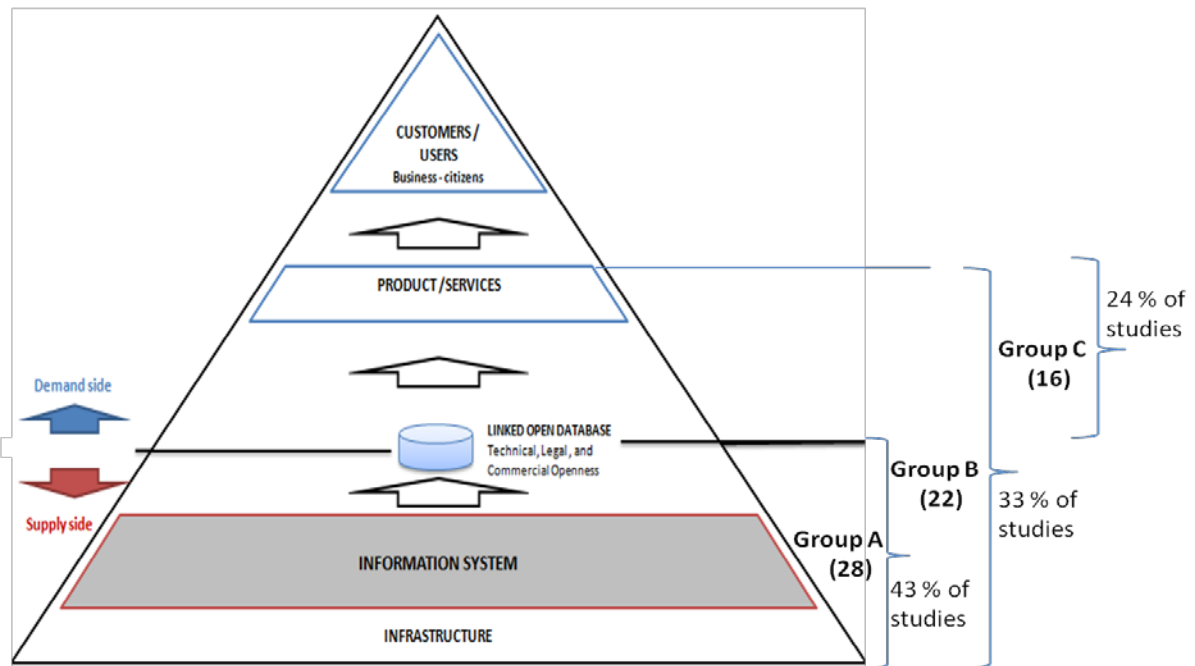 CUSTOMERS /
USERS
Business - citizens
PRODUCT /SERVICES
24 % of
studies
Group C
(16)
Demand side
LINKED OPEN DATABASE
Technical, Legal, and
Commercial Openness
Group B
(22)
33 % of
studies
Supply side
Group A
(28)
INFORMATION SYSTEM
43 % of
studies
INFRASTRUCTURE